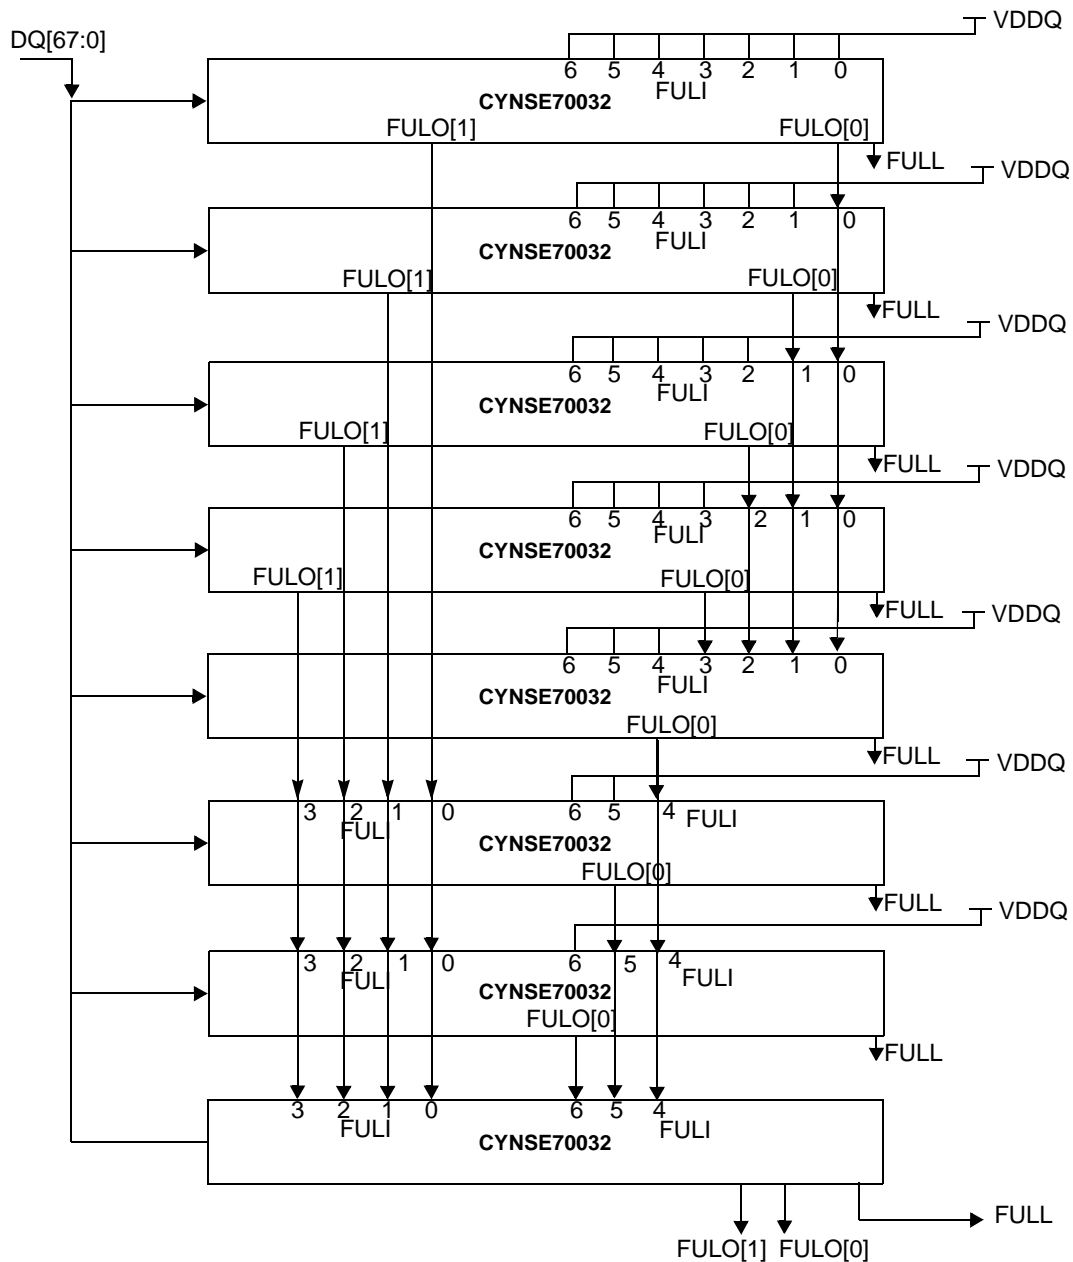 VDDQ
DQ[67:0]
6 5 4 3 2 1 0
FULI
CYNSE70032
FULO[1] FULO[0]
FULL
VDDQ
6 5 4 3 2 1 0
FULI
CYNSE70032
FULO[1] FULO[0]
FULL
VDDQ
6 5 4 3 2 1 0
FULI
CYNSE70032
FULO[1] FULO[0]
FULL
VDDQ
6 5 4 3 2 1 0
FULI
CYNSE70032
FULO[1] FULO[0]
FULL
VDDQ
6 5 4 3 2 1 0
FULI
CYNSE70032
FULO[0]
FULL
VDDQ
3 2 1 0 6 5 4
FULI FULI
CYNSE70032
FULO[0]
FULL
VDDQ
3 2 1 0 6 5 4
FULI FULI
CYNSE70032
FULO[0]
FULL
3 2 1 0 6 5 4
FULI FULI
CYNSE70032
FULL
FULO[1] FULO[0]